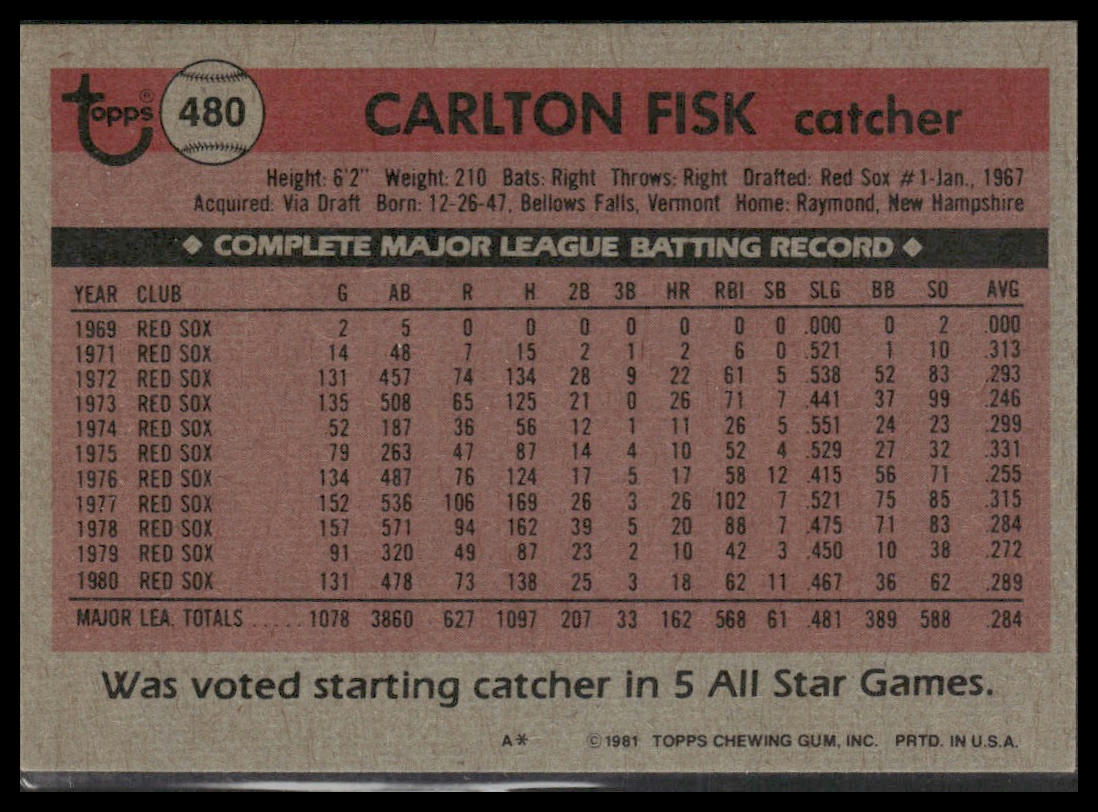 topps® 480 CARLTON FISK catcher
Height: 6'2" Weight: 210 Bats: Right Throws: Right Drafted: Red Sox #1-Jan., 1967
Acquired: Via Draft Born: 12-26-47, Bellows Falls, Vermont Home: Raymond, New Hampshire
◆ COMPLETE MAJOR LEAGUE BATTING RECORD ◆
YEAR CLUB G AB R H 2B 3B HR RBI SB SLG BB SO AVG
1969 RED SOX 2 5 0 0 0 0 0 0 0 .000 0 2 .000
1971 RED SOX 14 48 7 15 2 1 2 6 0 .521 1 10 .313
1972 RED SOX 131 457 74 134 28 9 22 61 5 .538 52 83 .293
1973 RED SOX 135 508 65 125 21 0 26 71 7 .441 37 99 .246
1974 RED SOX 52 187 36 56 12 1 11 26 5 .551 24 23 .299
1975 RED SOX 79 263 47 87 14 4 10 52 4 .529 27 32 .331
1976 RED SOX 134 487 76 124 17 5 17 58 12 .415 56 71 .255
1977 RED SOX 152 536 106 169 26 3 26 102 7 .521 75 85 .315
1978 RED SOX 157 571 94 162 39 5 20 88 7 .475 71 83 .284
1979 RED SOX 91 320 49 87 23 2 10 42 3 .450 10 38 .272
1980 RED SOX 131 478 73 138 25 3 18 62 11 .467 36 62 .289
MAJOR LEA. TOTALS ..... 1078 3860 627 1097 207 33 162 568 61 .481 389 588 .284
Was voted starting catcher in 5 All Star Games.
A* ©1981 TOPPS CHEWING GUM, INC. PRTD. IN U.S.A.